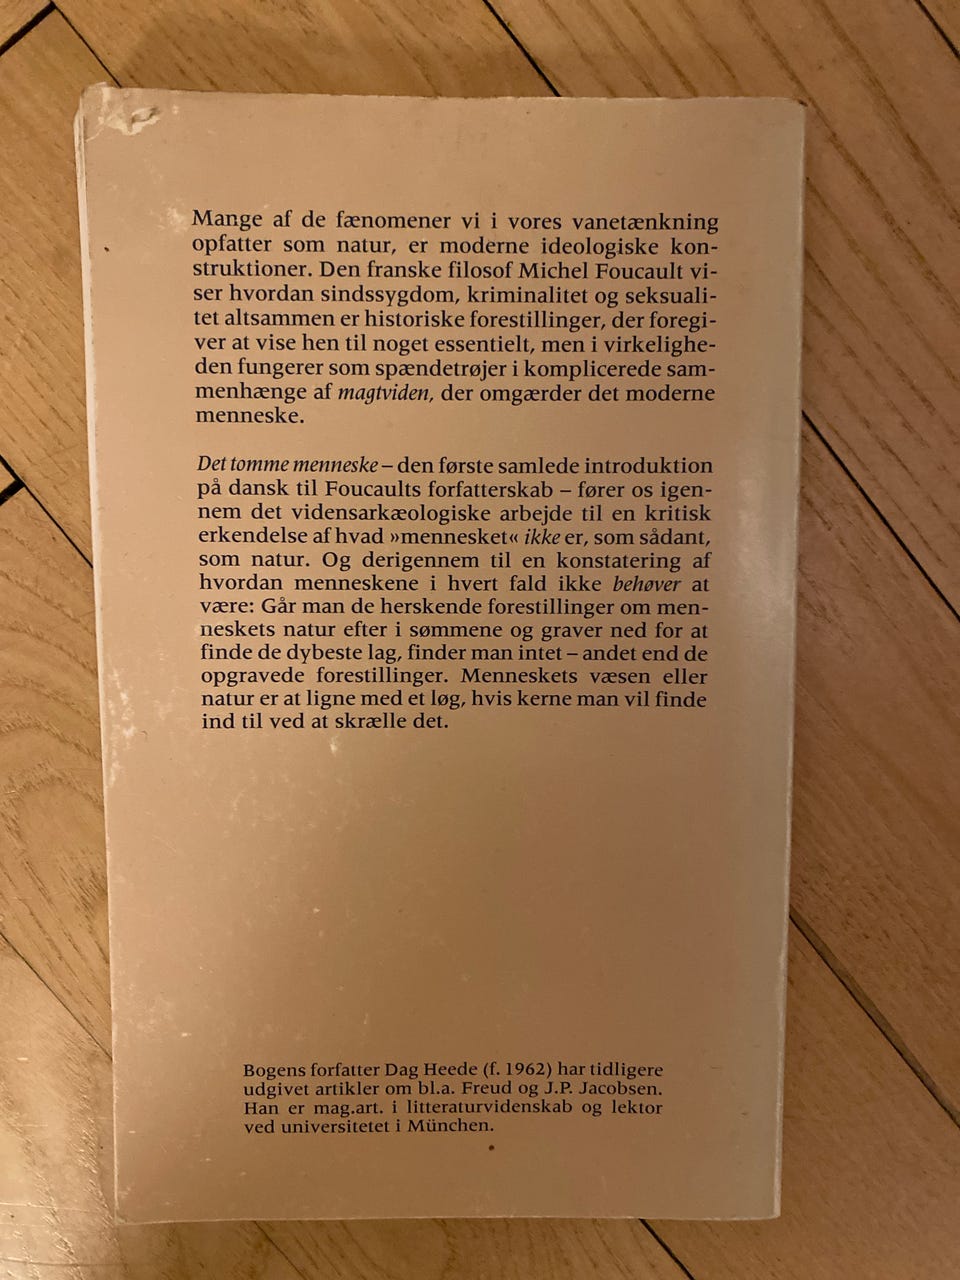 Mange af de fænomener vi i vores vanetænkning
opfatter som natur, er moderne ideologiske kon-
struktioner. Den franske filosof Michel Foucault vi-
ser hvordan sindssygdom, kriminalitet og seksuali-
tet altsammen er historiske forestillinger, der foregi-
ver at vise hen til noget essentielt, men i virkelighe-
den fungerer som spændetrøjer i komplicerede sam-
menhænge af magtviden, der omgærder det moderne
menneske.
Det tomme menneske – den første samlede introduktion
på dansk til Foucaults forfatterskab – fører os igen-
nem det vidensarkæologiske arbejde til en kritisk
erkendelse af hvad »mennesket« ikke er, som sådant,
som natur. Og derigennem til en konstatering af
hvordan menneskene i hvert fald ikke behøver at
være: Går man de herskende forestillinger om men-
neskets natur efter i sømmene og graver ned for at
finde de dybeste lag, finder man intet – andet end de
opgravede forestillinger. Menneskets væsen eller
natur er at ligne med et løg, hvis kerne man vil finde
ind til ved at skrælle det.
Bogens forfatter Dag Heede (f. 1962) har tidligere
udgivet artikler om bl.a. Freud og J.P. Jacobsen.
Han er mag.art. i litteraturvidenskab og lektor
ved universitetet i München.